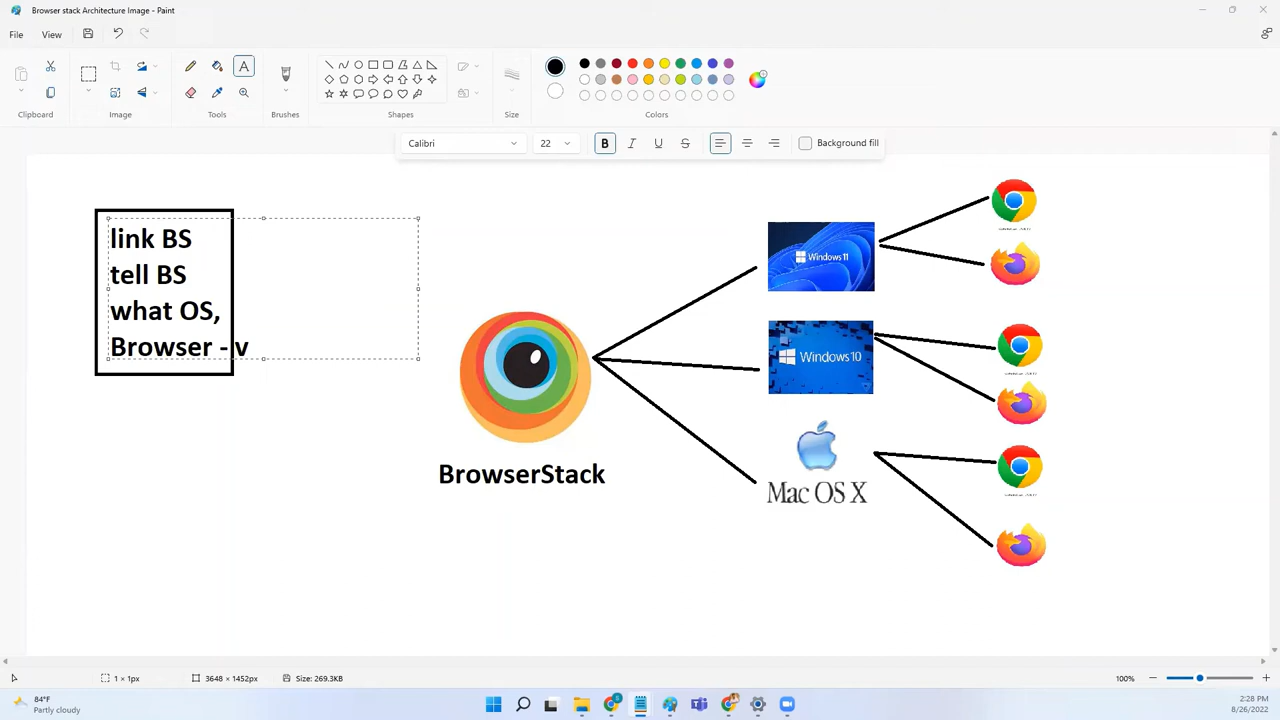 Browser stack Architecture Image - Paint
File View
Clipboard Image Tools Brushes Shapes Size Colors
Calibri 22 B I U S Background fill
link BS
tell BS
what OS,
Browser - v
BrowserStack
Windows 11
Windows 10
Mac OS X
1 × 1px 3648 × 1452px Size: 269.3KB 100%
84°F
Partly cloudy
2:28 PM
8/26/2022